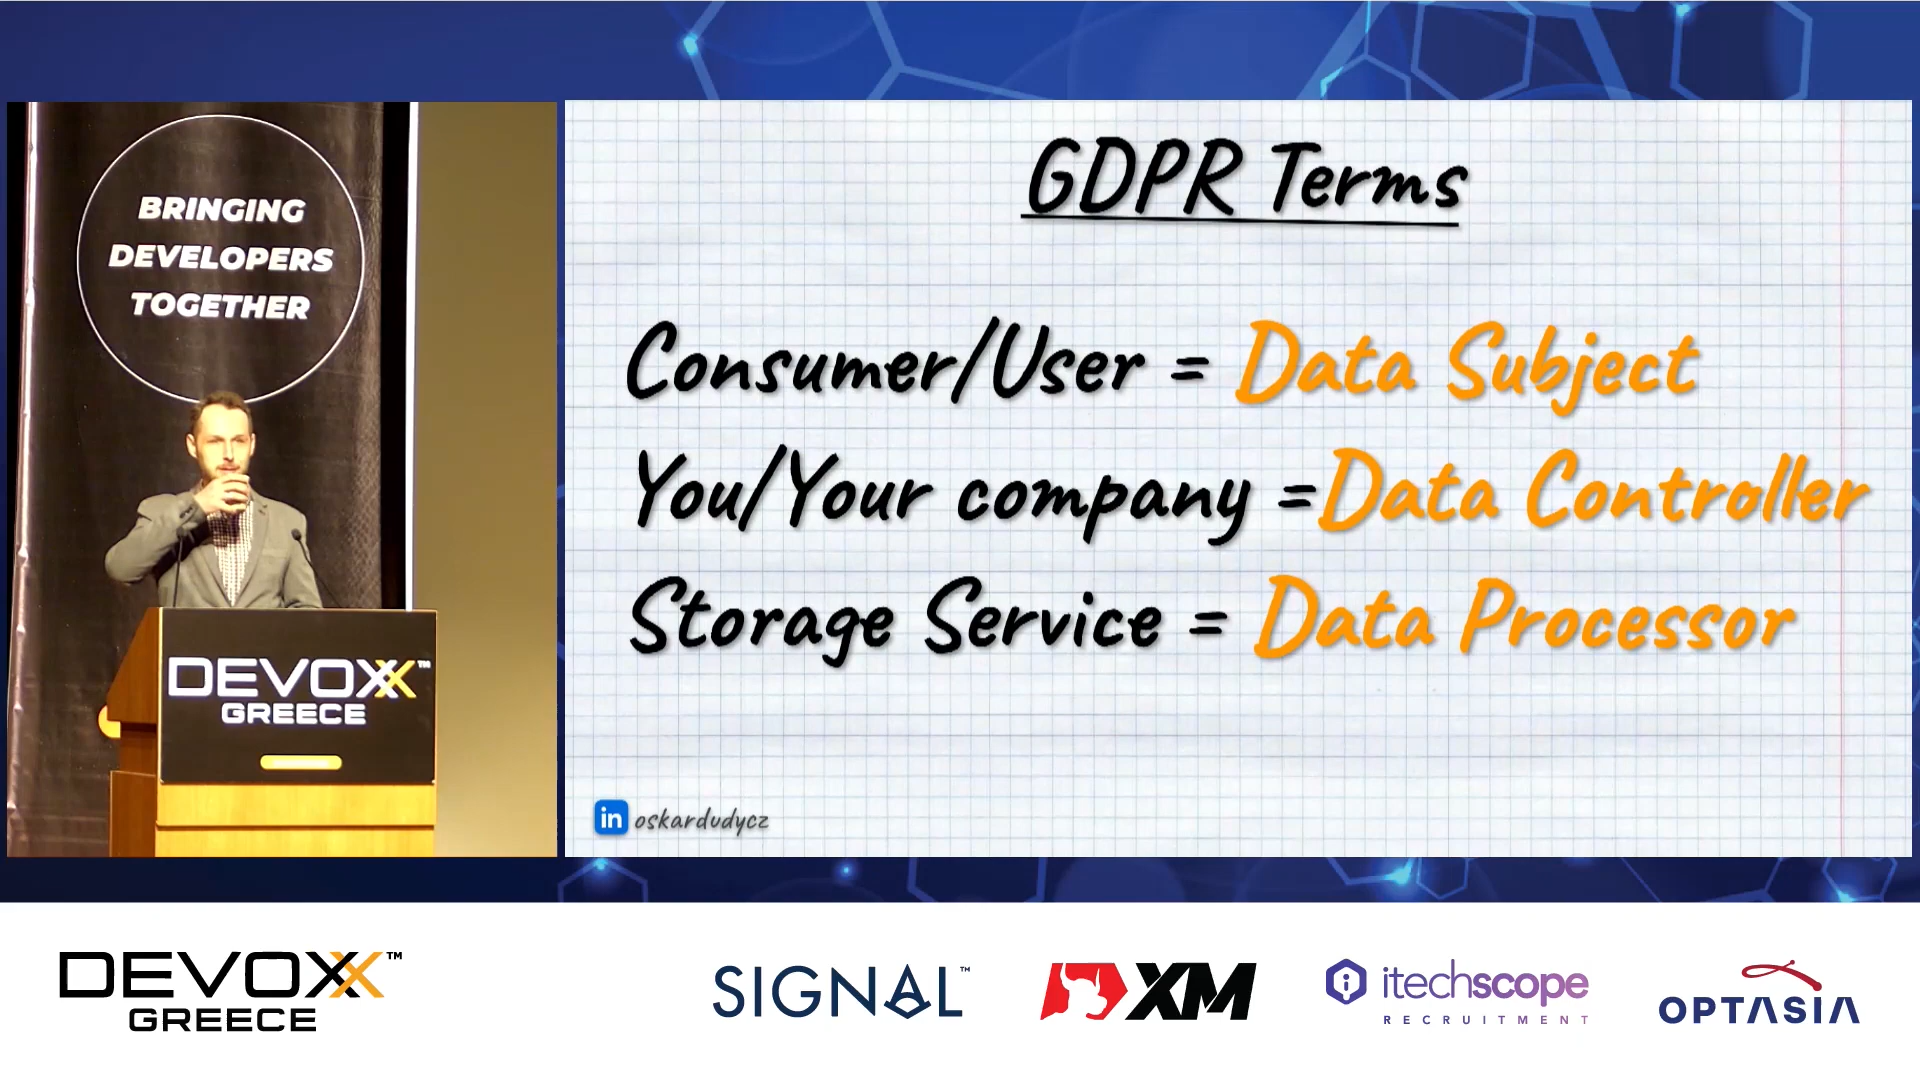 BRINGING
DEVELOPERS
TOGETHER
DEVOXX™
GREECE
GDPR Terms
Consumer/User = Data Subject
You/Your company =Data Controller
Storage Service = Data Processor
in oskardudycz
DEVOXX™
GREECE
SIGNAL™
XM
itechscope
RECRUITMENT
OPTASIA